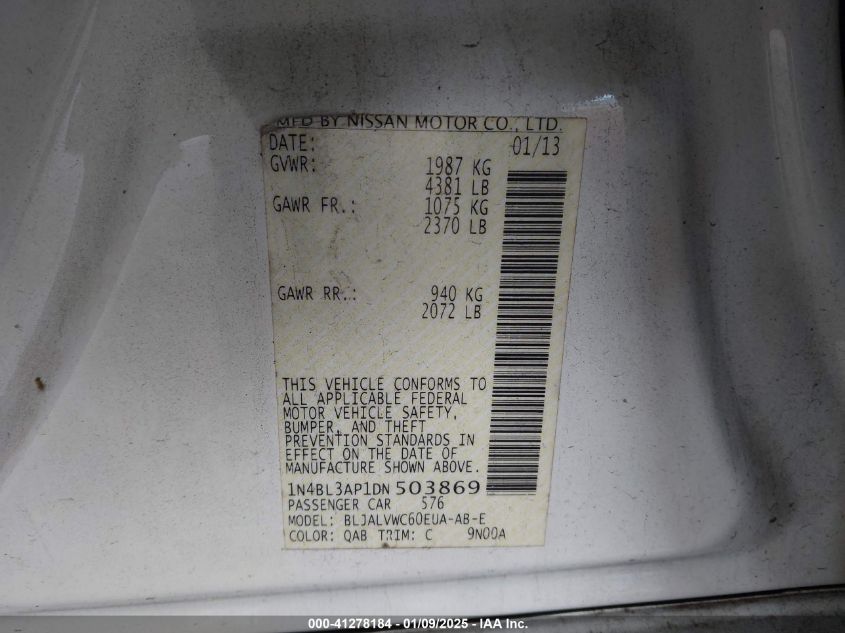 MFD BY NISSAN MOTOR CO., LTD.
DATE: 01/13
GVWR: 1987 KG
4381 LB
GAWR FR.: 1075 KG
2370 LB
GAWR RR.: 940 KG
2072 LB
THIS VEHICLE CONFORMS TO
ALL APPLICABLE FEDERAL
MOTOR VEHICLE SAFETY,
BUMPER, AND THEFT
PREVENTION STANDARDS IN
EFFECT ON THE DATE OF
MANUFACTURE SHOWN ABOVE.
1N4BL3AP1DN503869
PASSENGER CAR 576
MODEL: BLJALVWC60EUA-AB-E
COLOR: QAB TRIM: C 9N00A
000-41278184 - 01/09/2025 - IAA Inc.